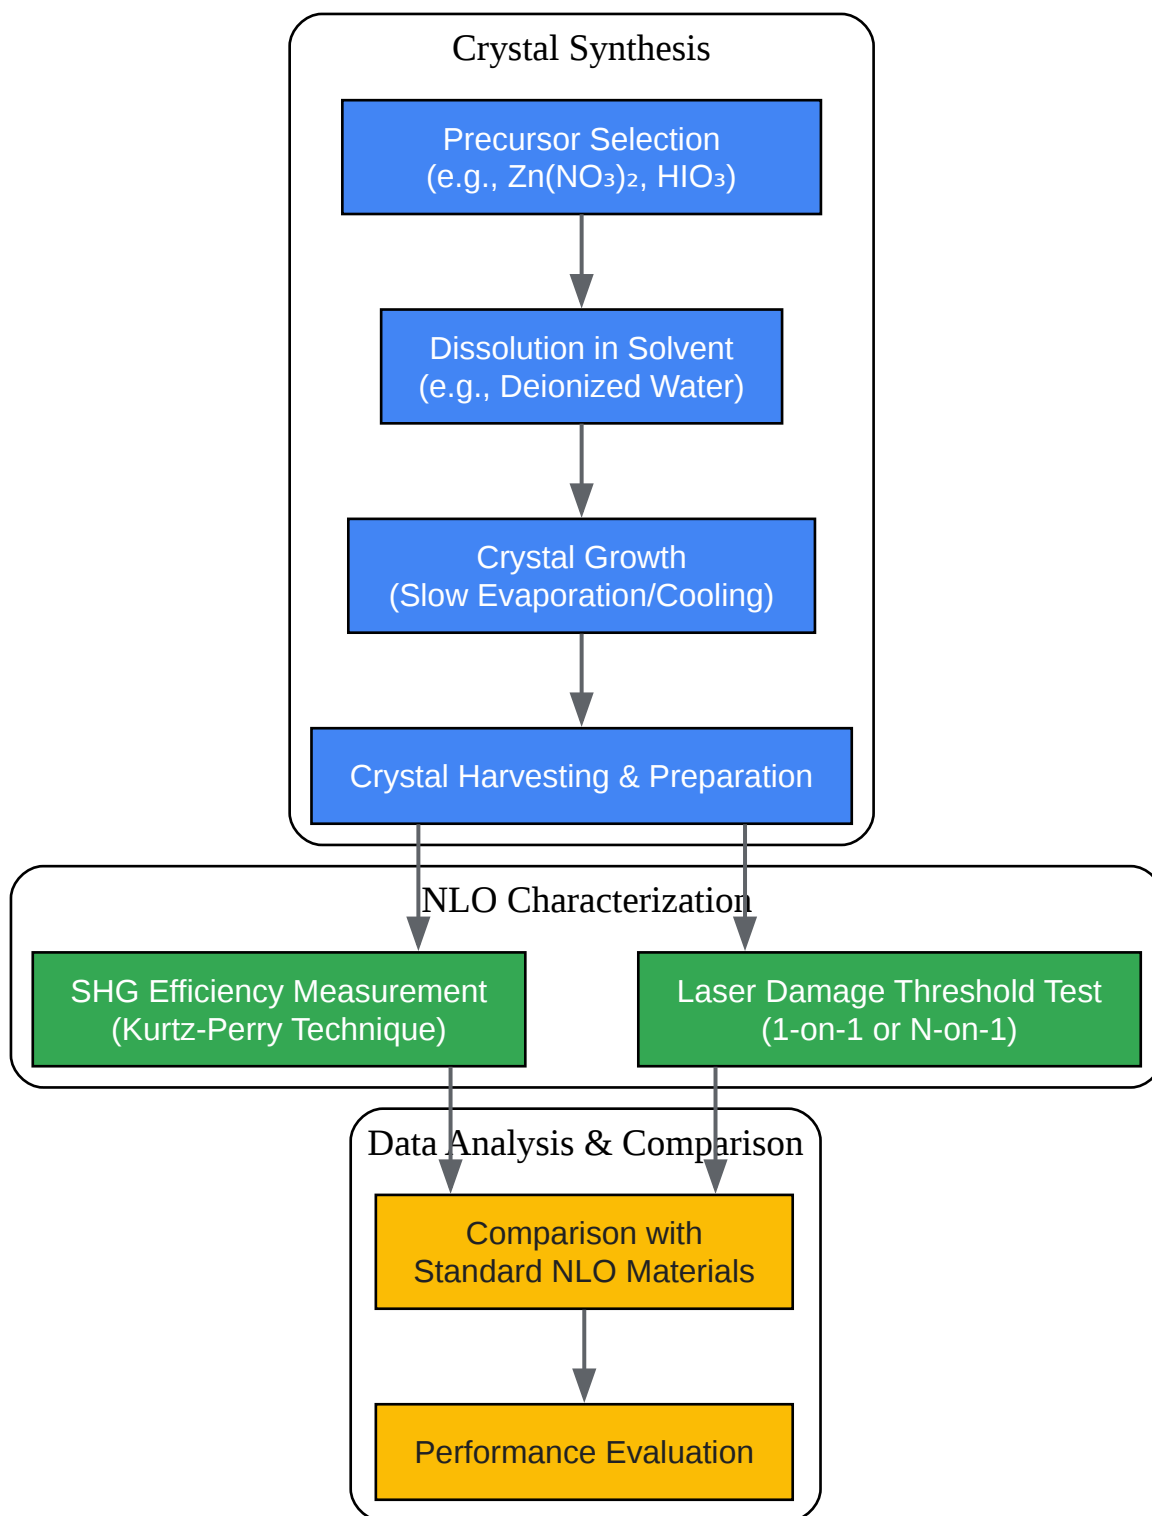 Crystal Synthesis
Precursor Selection
(e.g., Zn(NO₃)₂, HIO₃)
Dissolution in Solvent
(e.g., Deionized Water)
Crystal Growth
(Slow Evaporation/Cooling)
Crystal Harvesting & Preparation
NLO Characterization
SHG Efficiency Measurement
(Kurtz-Perry Technique)
Laser Damage Threshold Test
(1-on-1 or N-on-1)
Data Analysis & Comparison
Comparison with
Standard NLO Materials
Performance Evaluation